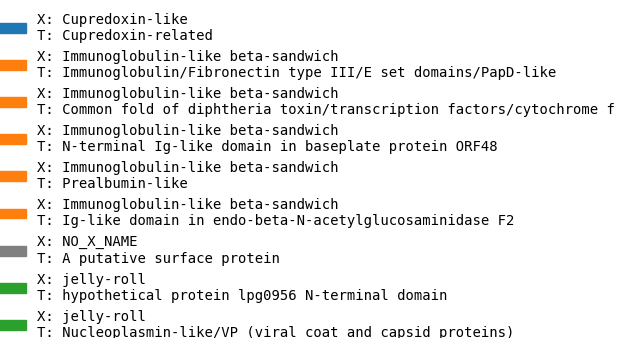 X: Cupredoxin-like
T: Cupredoxin-related
X: Immunoglobulin-like beta-sandwich
T: Immunoglobulin/Fibronectin type III/E set domains/PapD-like
X: Immunoglobulin-like beta-sandwich
T: Common fold of diphtheria toxin/transcription factors/cytochrome f
X: Immunoglobulin-like beta-sandwich
T: N-terminal Ig-like domain in baseplate protein ORF48
X: Immunoglobulin-like beta-sandwich
T: Prealbumin-like
X: Immunoglobulin-like beta-sandwich
T: Ig-like domain in endo-beta-N-acetylglucosaminidase F2
X: NO_X_NAME
T: A putative surface protein
X: jelly-roll
T: hypothetical protein lpg0956 N-terminal domain
X: jelly-roll
T: Nucleoplasmin-like/VP (viral coat and capsid proteins)